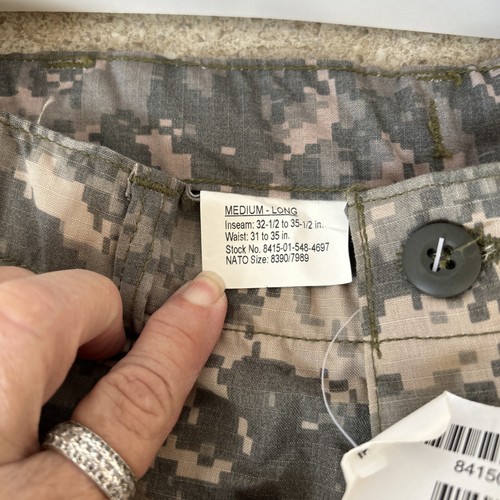 MEDIUM - LONG
Inseam: 32-1/2 to 35-1/2 in.
Waist: 31 to 35 in.
Stock No. 8415-01-548-4697
NATO Size: 8390/7989
8415
8415